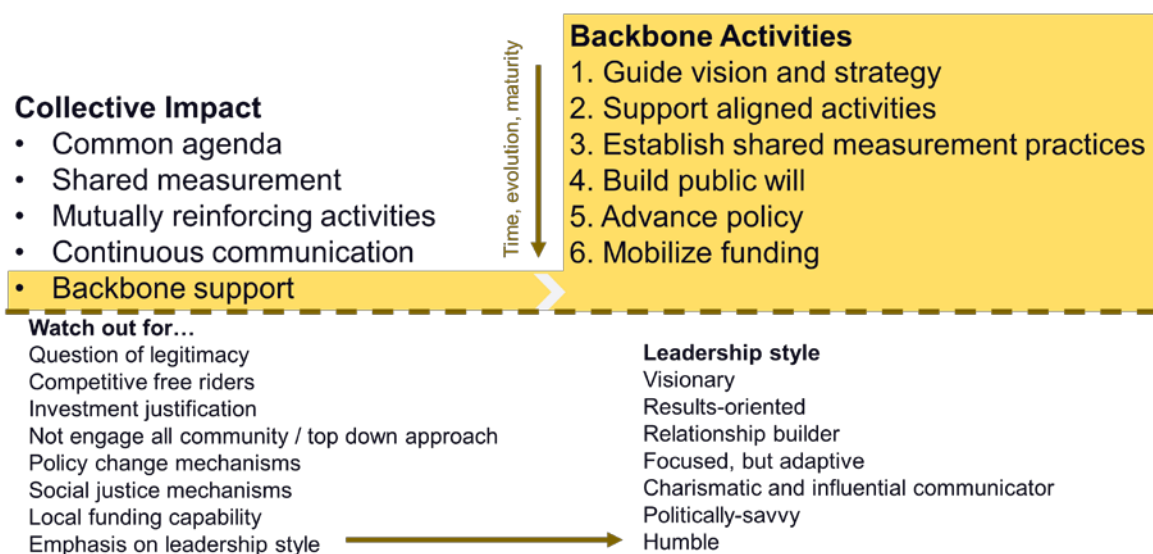 Collective Impact
• Common agenda
• Shared measurement
• Mutually reinforcing activities
• Continuous communication
• Backbone support
Time, evolution, maturity
Backbone Activities
1. Guide vision and strategy
2. Support aligned activities
3. Establish shared measurement practices
4. Build public will
5. Advance policy
6. Mobilize funding
Watch out for...
Question of legitimacy
Competitive free riders
Investment justification
Not engage all community / top down approach
Policy change mechanisms
Social justice mechanisms
Local funding capability
Emphasis on leadership style
Leadership style
Visionary
Results-oriented
Relationship builder
Focused, but adaptive
Charismatic and influential communicator
Politically-savvy
Humble